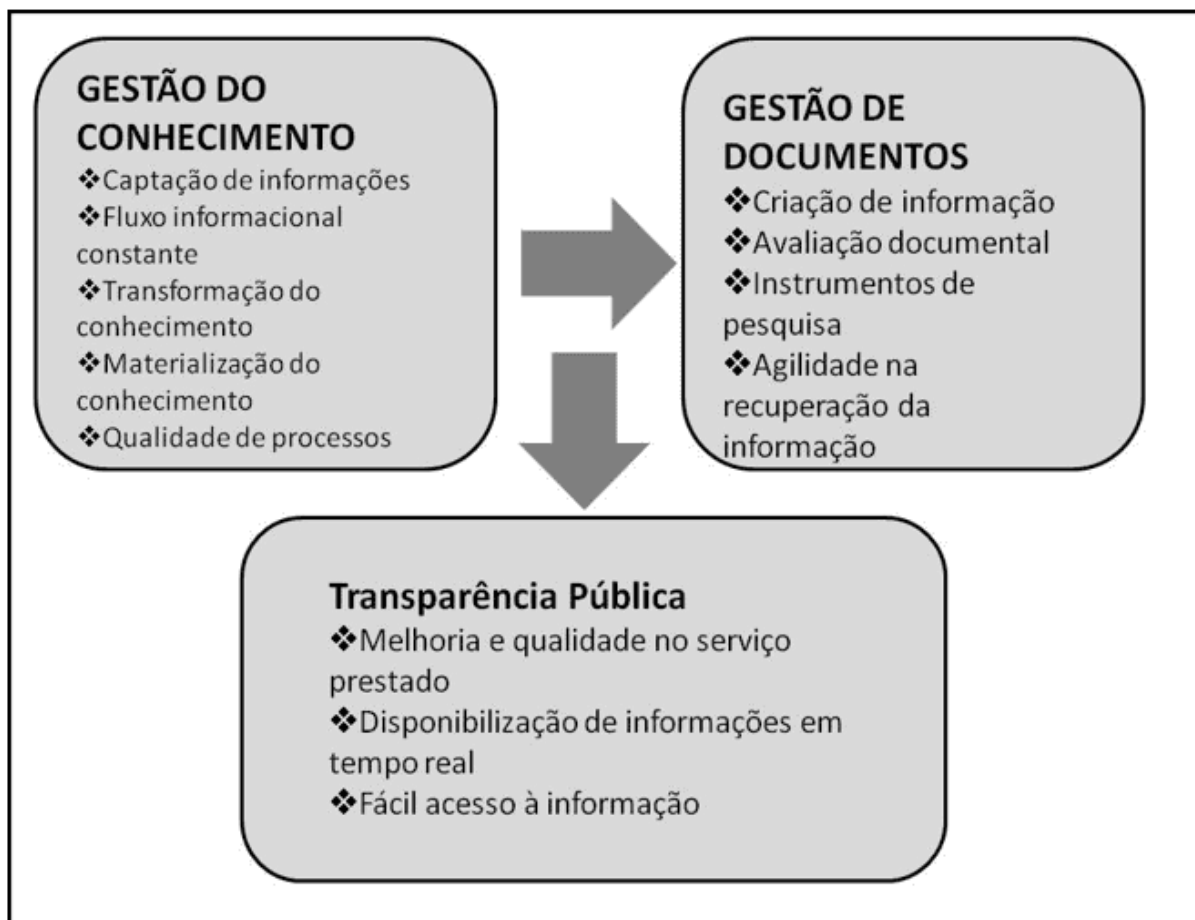 GESTÃO DO
CONHECIMENTO
❖Captação de informações
❖Fluxo informacional
constante
❖Transformação do
conhecimento
❖Materialização do
conhecimento
❖Qualidade de processos
GESTÃO DE
DOCUMENTOS
❖Criação de informação
❖Avaliação documental
❖Instrumentos de
pesquisa
❖Agilidade na
recuperação da
informação
Transparência Pública
❖Melhoria e qualidade no serviço
prestado
❖Disponibilização de informações em
tempo real
❖Fácil acesso à informação